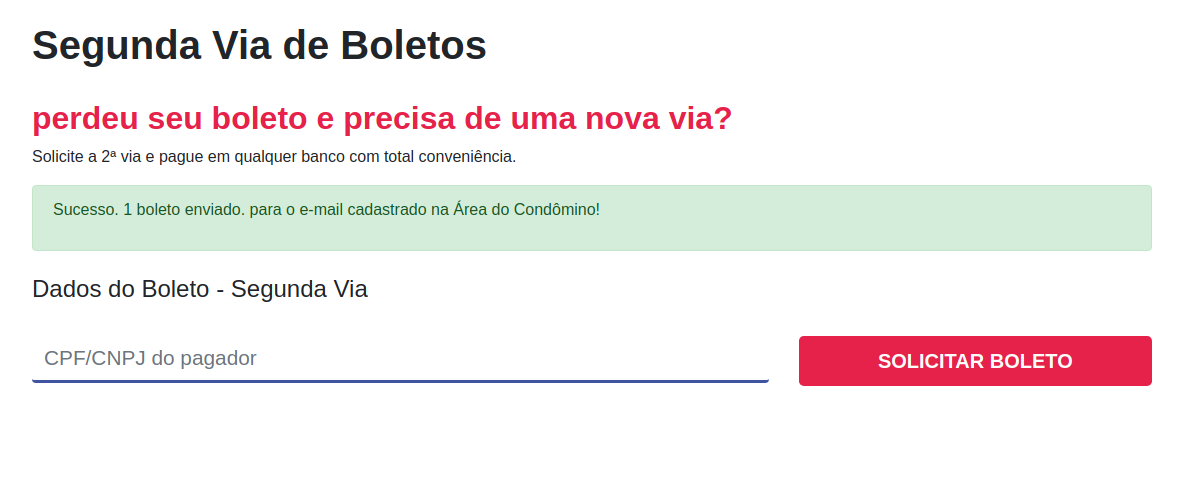 Segunda Via de Boletos
perdeu seu boleto e precisa de uma nova via?
Solicite a 2ª via e pague em qualquer banco com total conveniência.
Sucesso. 1 boleto enviado. para o e-mail cadastrado na Área do Condômino!
Dados do Boleto - Segunda Via
CPF/CNPJ do pagador
SOLICITAR BOLETO